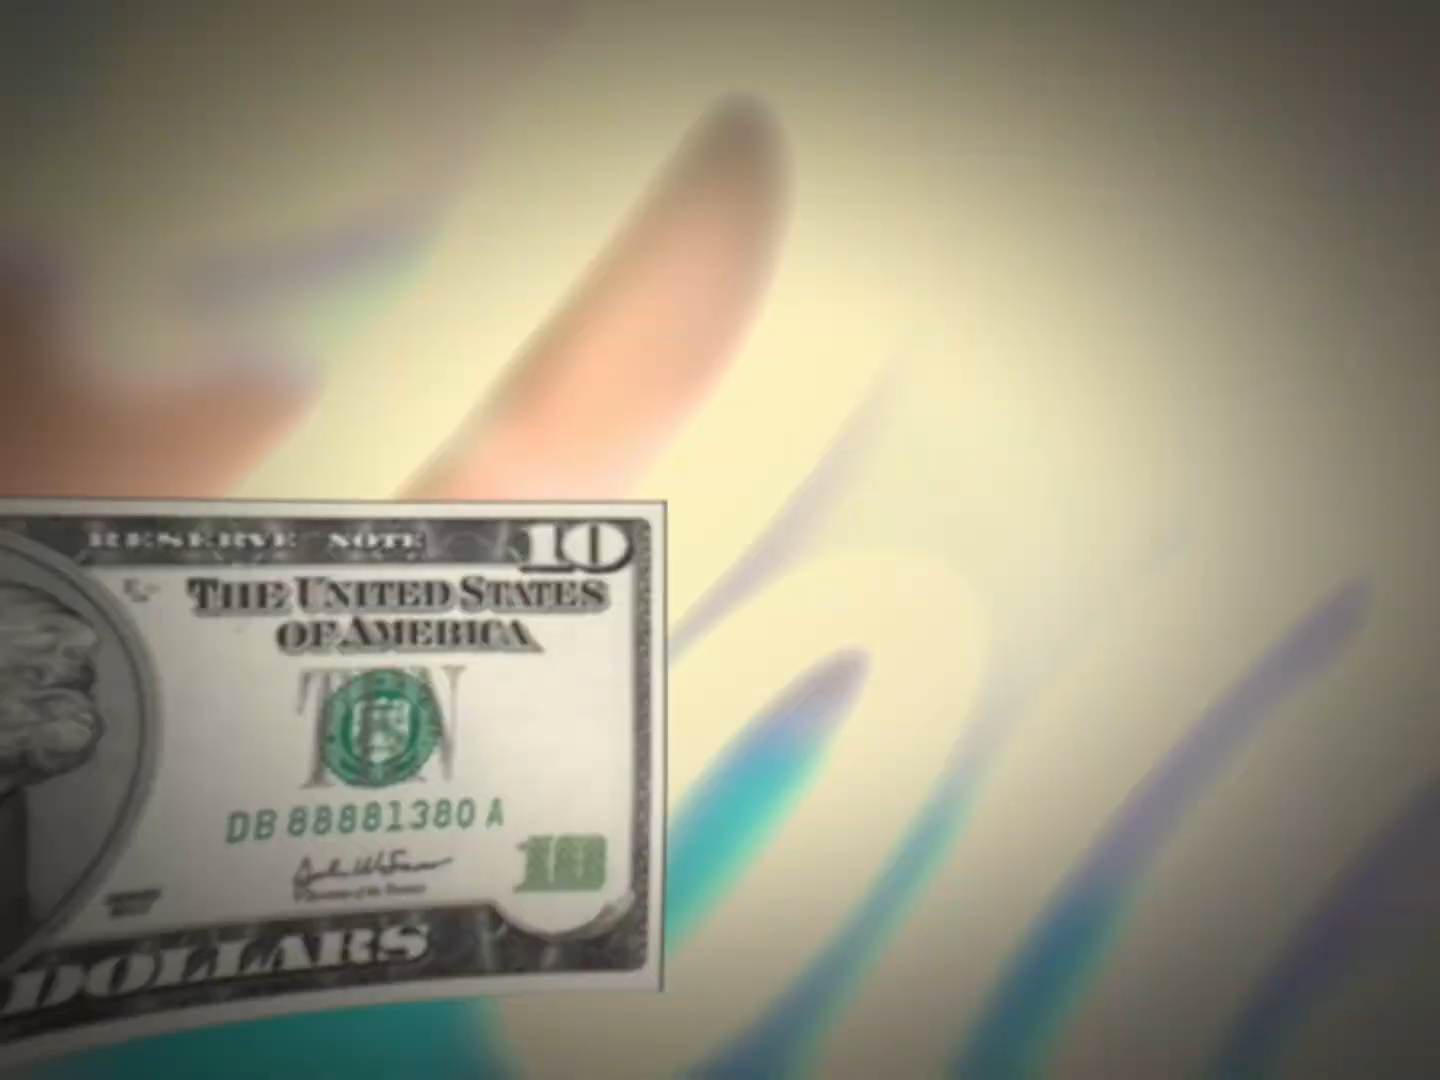 RESERVE NOTE
10
THE UNITED STATES
OF AMERICA
TEN
DB 88881380 A
10
DOLLARS